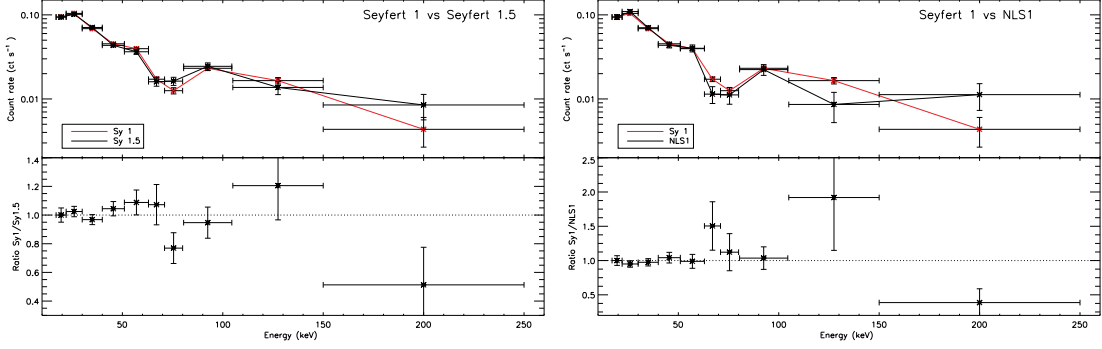 Seyfert 1 vs Seyfert 1.5
Count rate (ct s⁻¹)
0.10
0.01
Sy 1
Sy 1.5
Ratio Sy1/Sy1.5
1.4
1.2
1.0
0.8
0.6
0.4
50
100
150
200
250
Energy (keV)
Seyfert 1 vs NLS1
Count rate (ct s⁻¹)
0.10
0.01
Sy 1
NLS1
Ratio Sy1/NLS1
2.5
2.0
1.5
1.0
0.5
50
100
150
200
250
Energy (keV)